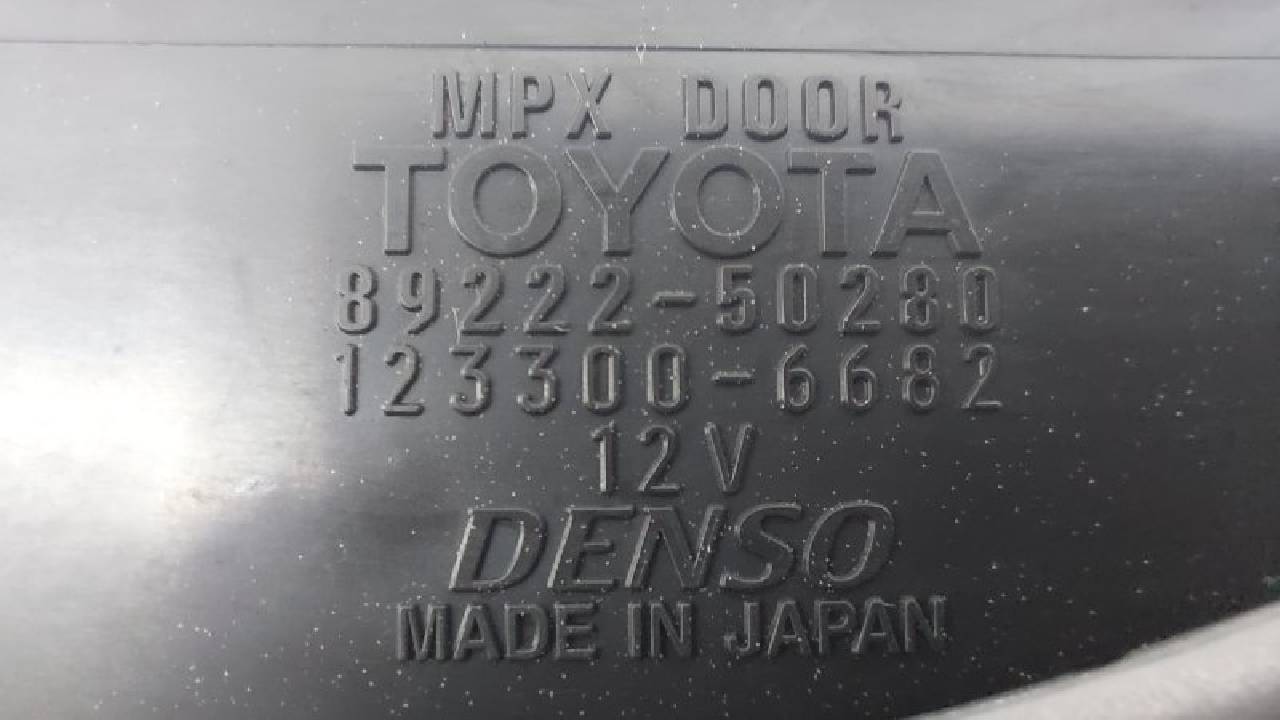 MPX DOOR
TOYOTA
89222-50280
123300-6682
12V
DENSO
MADE IN JAPAN